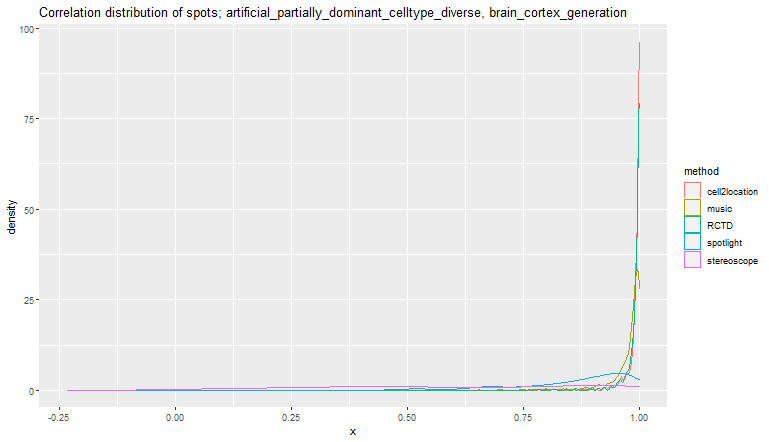 Correlation distribution of spots; artificial_partially_dominant_celltype_diverse, brain_cortex_generation
100
75
50
25
0
density
-0.25 0.00 0.25 0.50 0.75 1.00
x
method
cell2location
music
RCTD
spotlight
stereoscope